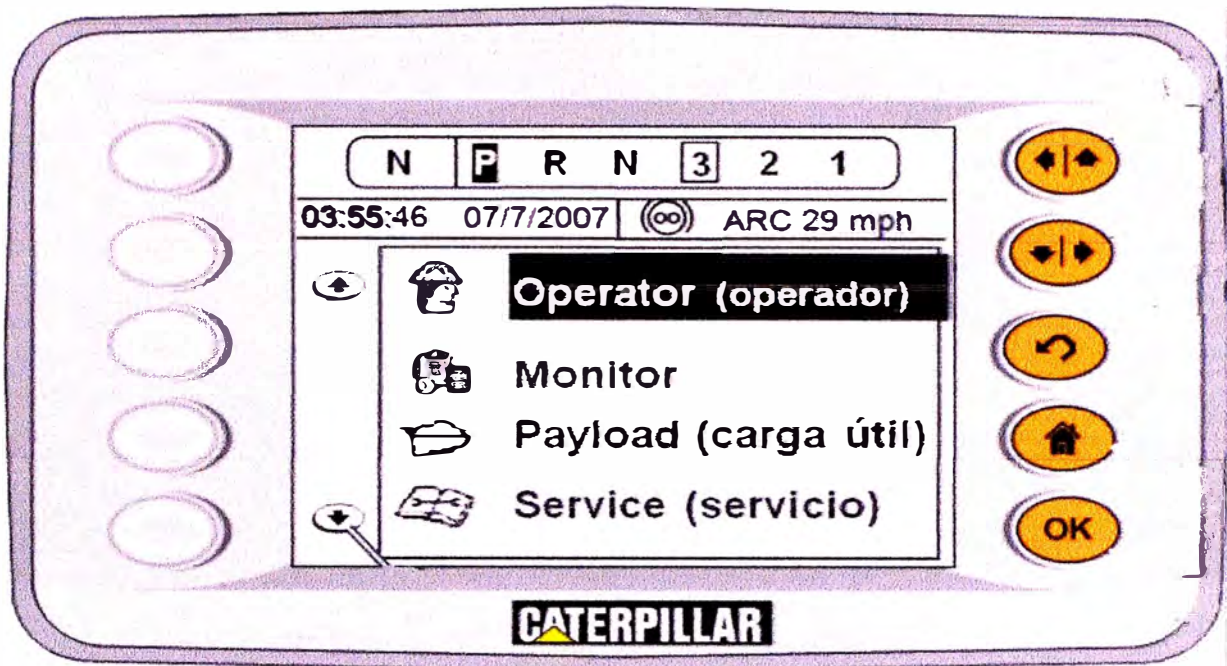 N P R N 3 2 1
03:55:46 07/7/2007 ARC 29 mph
Operator (operador)
Monitor
Payload (carga útil)
Service (servicio)
OK
CATERPILLAR